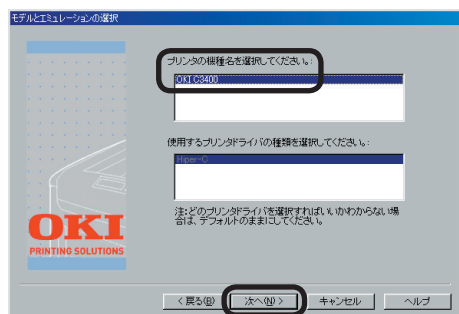 モデルとエミュレーションの選択
プリンタの機種名を選択してください。:
OKI C3400
使用するプリンタドライバの種類を選択してください。:
Hiper-C
注:どのプリンタドライバを選択すればいいかわからない場
合は、デフォルトのままにしてください。
OKI
PRINTING SOLUTIONS
< 戻る(B)
次へ(N) >
キャンセル
ヘルプ